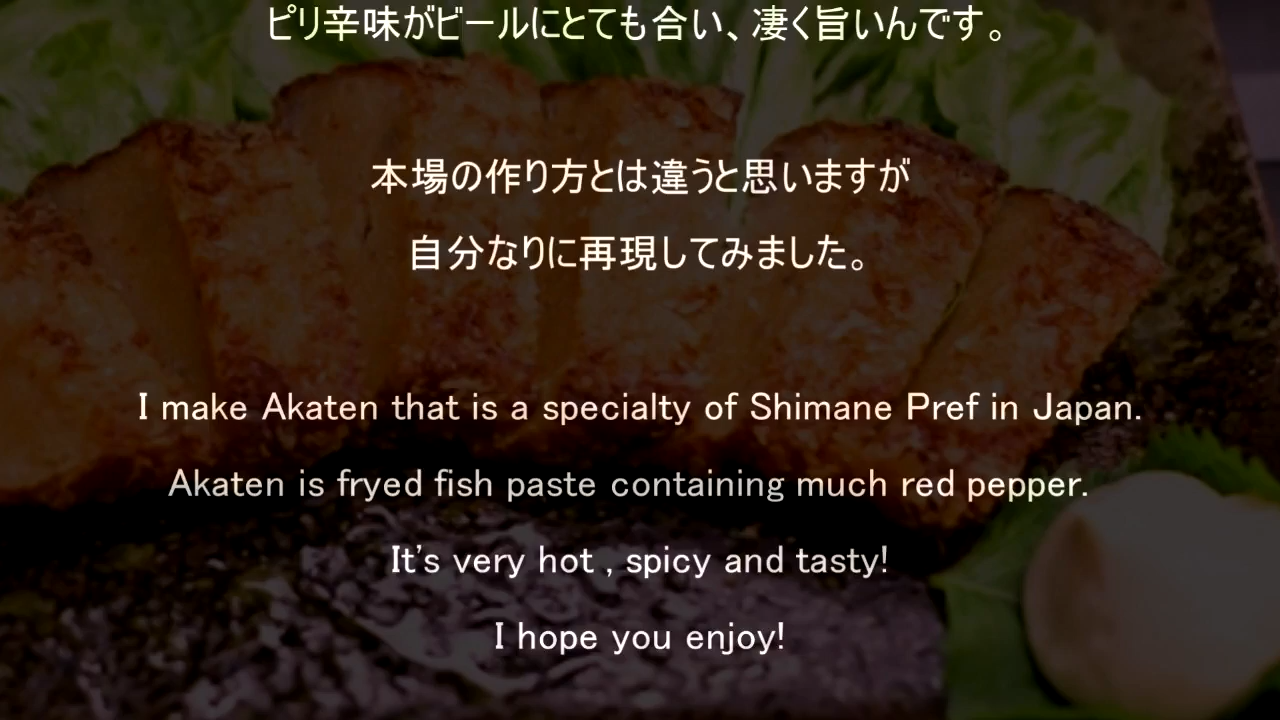 ピリ辛味がビールにとても合い、凄く旨いんです。
本場の作り方とは違うと思いますが
自分なりに再現してみました。
I make Akaten that is a specialty of Shimane Pref in Japan.
Akaten is fryed fish paste containing much red pepper.
It's very hot , spicy and tasty!
I hope you enjoy!